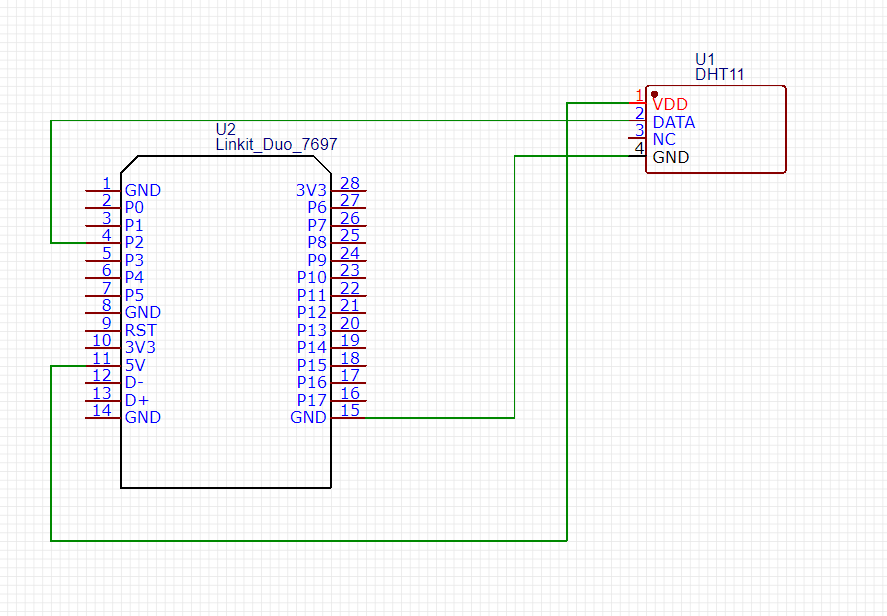 U1
DHT11
1 VDD
2 DATA
3 NC
4 GND
U2
Linkit_Duo_7697
1 GND 3V3 28
2 P0 P6 27
3 P1 P7 26
4 P2 P8 25
5 P3 P9 24
6 P4 P10 23
7 P5 P11 22
8 GND P12 21
9 RST P13 20
10 3V3 P14 19
11 5V P15 18
12 D- P16 17
13 D+ P17 16
14 GND GND 15